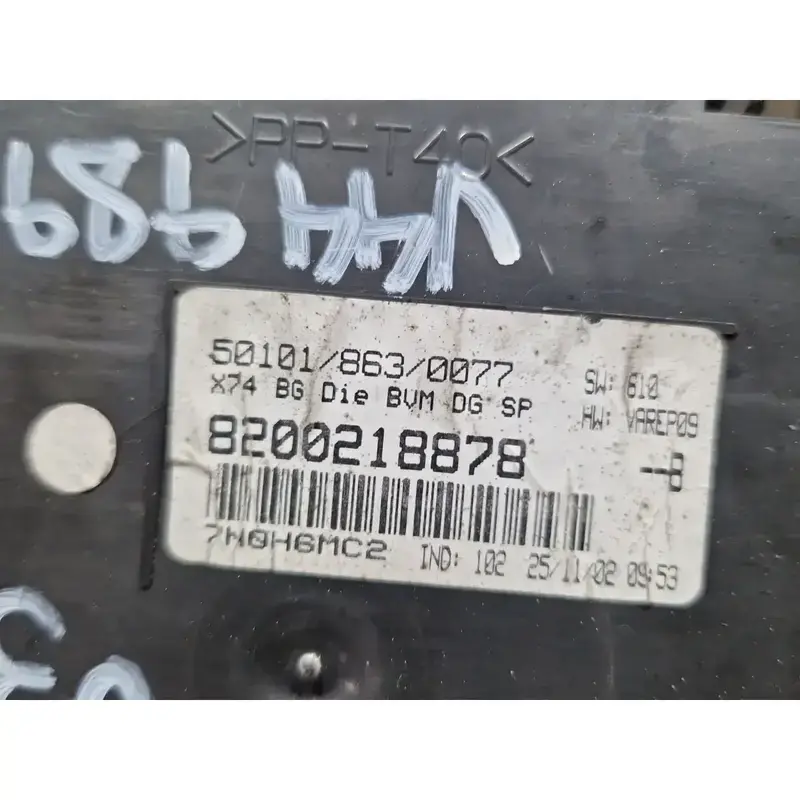 >PP-T40<
50101/863/0077
X74 BG Die BVM DG SP
8200218878
SW: 610
HW: VAREP09
--B
7H0H6MC2
IND: 102 25/11/02 09:53